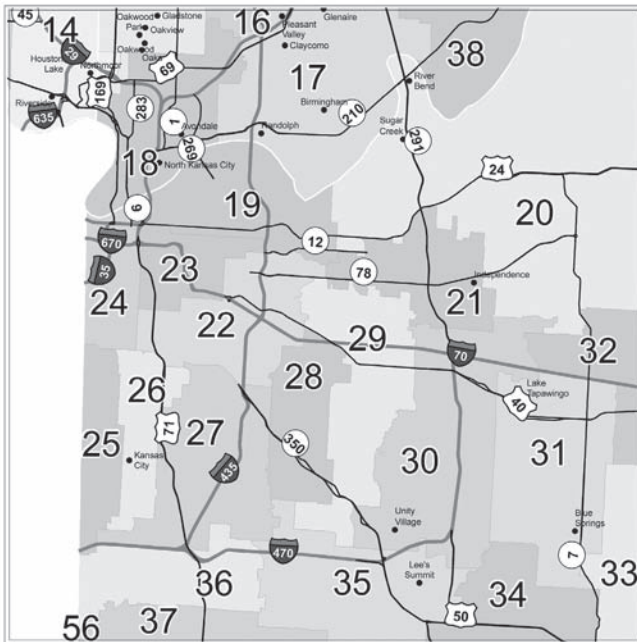 45
14
Oakwood
Park
Gladstone
Oakview
Oakwood
Oaks
16
Pleasant
Valley
Glenaire
Claycomo
38
29
Houston
Lake
Northmoor
69
17
River
Bend
169
283
Birmingham
210
Riverside
635
1
Avondale
269
Randolph
Sugar
Creek
291
18
North Kansas City
24
6
19
20
12
670
35
23
78
Independence
24
21
22
29
70
32
28
Lake
Tapawingo
40
26
71
27
350
31
25
Kansas
City
435
30
Unity
Village
Blue
Springs
7
470
36
35
Lee's
Summit
34
33
50
56
37